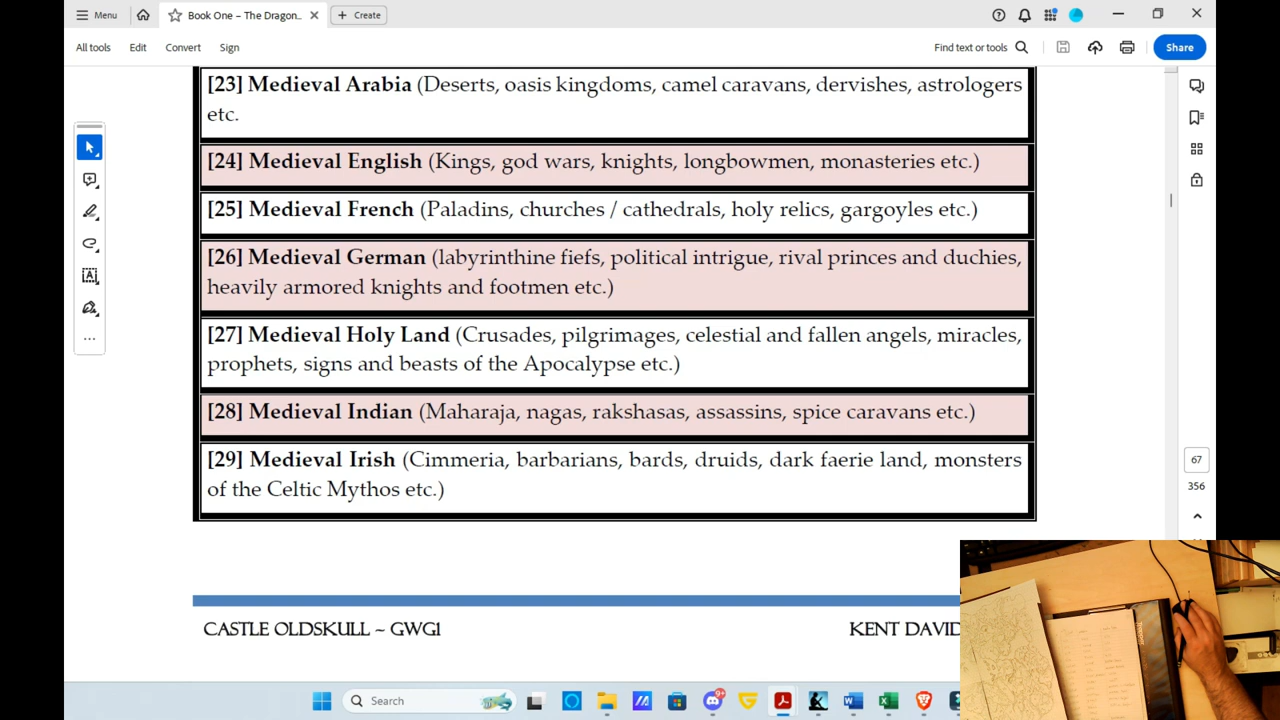 Menu
Book One – The Dragon...
Create
All tools
Edit
Convert
Sign
Find text or tools
Share
[23] Medieval Arabia (Deserts, oasis kingdoms, camel caravans, dervishes, astrologers
etc.
[24] Medieval English (Kings, god wars, knights, longbowmen, monasteries etc.)
[25] Medieval French (Paladins, churches / cathedrals, holy relics, gargoyles etc.)
[26] Medieval German (labyrinthine fiefs, political intrigue, rival princes and duchies,
heavily armored knights and footmen etc.)
[27] Medieval Holy Land (Crusades, pilgrimages, celestial and fallen angels, miracles,
prophets, signs and beasts of the Apocalypse etc.)
[28] Medieval Indian (Maharaja, nagas, rakshasas, assassins, spice caravans etc.)
[29] Medieval Irish (Cimmeria, barbarians, bards, druids, dark faerie land, monsters
of the Celtic Mythos etc.)
67
356
CASTLE OLDSKULL ~ GWG1
KENT DAVID
Search
9+